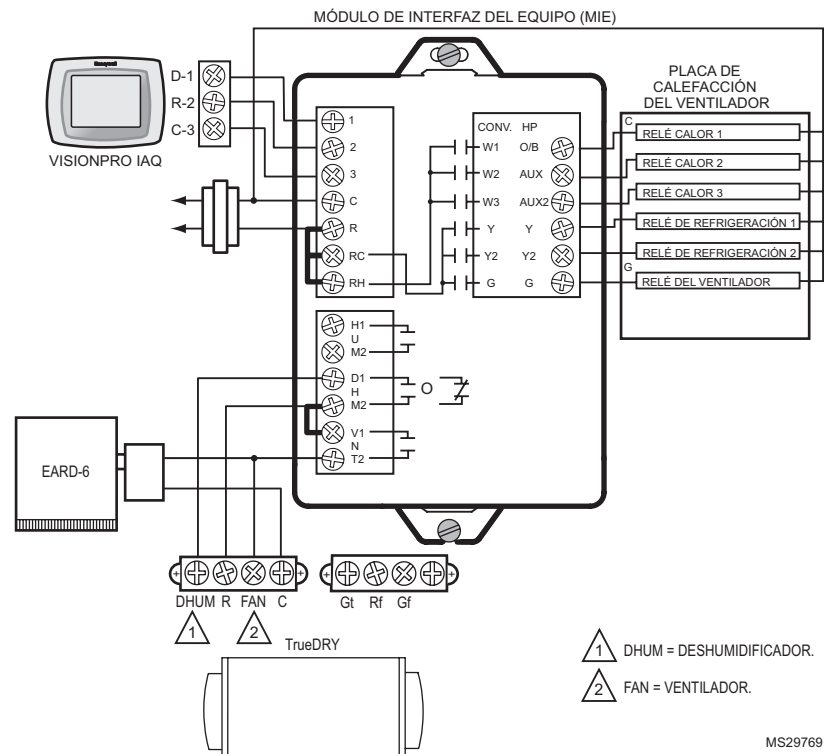 MÓDULO DE INTERFAZ DEL EQUIPO (MIE)
Honeywell
VISIONPRO IAQ
D-1
R-2
C-3
1
2
3
C
R
RC
RH
CONV. HP
W1 O/B
W2 AUX
W3 AUX2
Y Y
Y2 Y2
G G
PLACA DE
CALEFACCIÓN
DEL VENTILADOR
C
RELÉ CALOR 1
RELÉ CALOR 2
RELÉ CALOR 3
RELÉ DE REFRIGERACIÓN 1
RELÉ DE REFRIGERACIÓN 2
G
RELÉ DEL VENTILADOR
H1
U
M2
D1
H
M2
V1
N
T2
O
EARD-6
DHUM R FAN C
Gt Rf Gf
1
2
TrueDRY
1 DHUM = DESHUMIDIFICADOR.
2 FAN = VENTILADOR.
MS29769